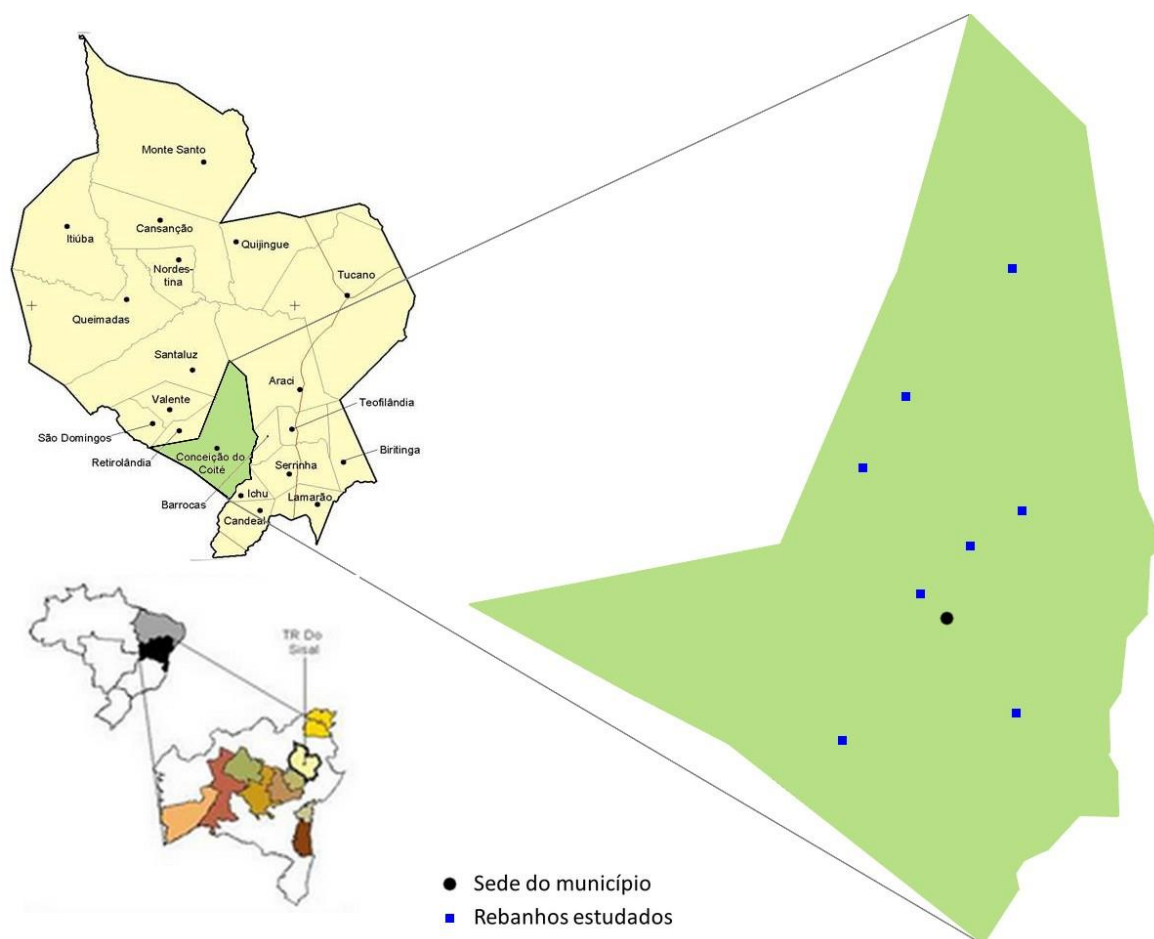 Monte Santo
Cansanção
Itiúba
Quijingue
Nordes-
tina
Tucano
Queimadas
Santaluz
Araci
Valente
Teofilândia
São Domingos
Retirolândia
Conceição do
Coité
Biritinga
Serrinha
Barrocas
Ichu
Lamarão
Candeal
TR Do
Sisal
Sede do município
Rebanhos estudados